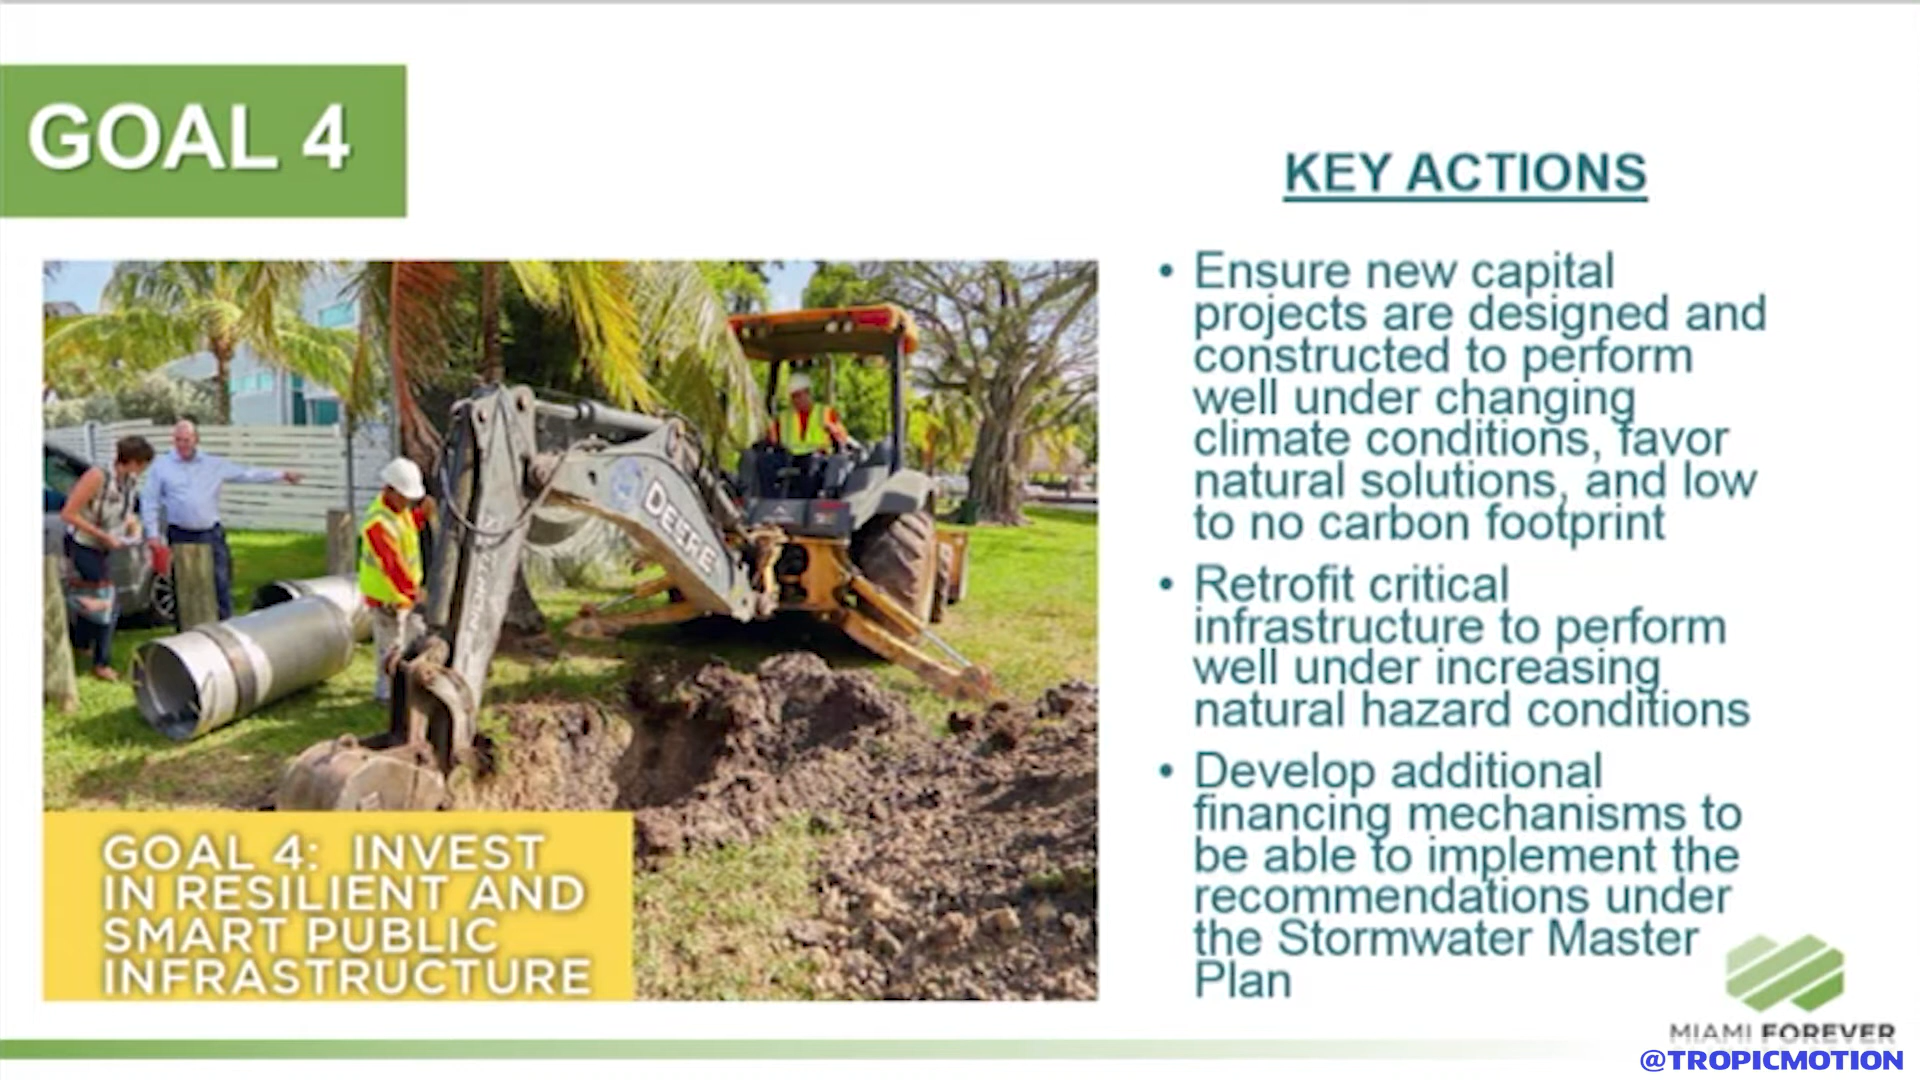 GOAL 4
DEERE
GOAL 4: INVEST
IN RESILIENT AND
SMART PUBLIC
INFRASTRUCTURE
KEY ACTIONS
• Ensure new capital
projects are designed and
constructed to perform
well under changing
climate conditions, favor
natural solutions, and low
to no carbon footprint
• Retrofit critical
infrastructure to perform
well under increasing
natural hazard conditions
• Develop additional
financing mechanisms to
be able to implement the
recommendations under
the Stormwater Master
Plan
MIAMI FOREVER
@TROPICMOTION